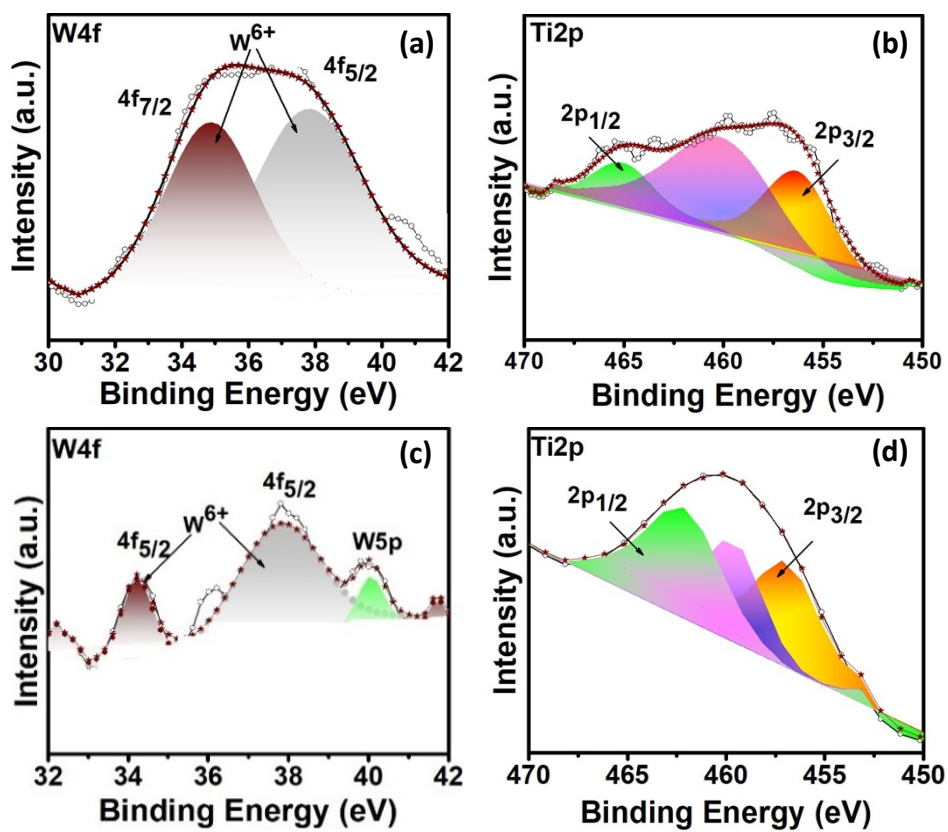 W4f
(a)
W6+
4f5/2
4f7/2
Intensity (a.u.)
30 32 34 36 38 40 42
Binding Energy (eV)
Ti2p
(b)
2p1/2
2p3/2
Intensity (a.u.)
470 465 460 455 450
Binding Energy (eV)
W4f
(c)
4f5/2
W6+
W5p
4f5/2
Intensity (a.u.)
32 34 36 38 40 42
Binding Energy (eV)
Ti2p
(d)
2p1/2
2p3/2
Intensity (a.u.)
470 465 460 455 450
Binding Energy (eV)